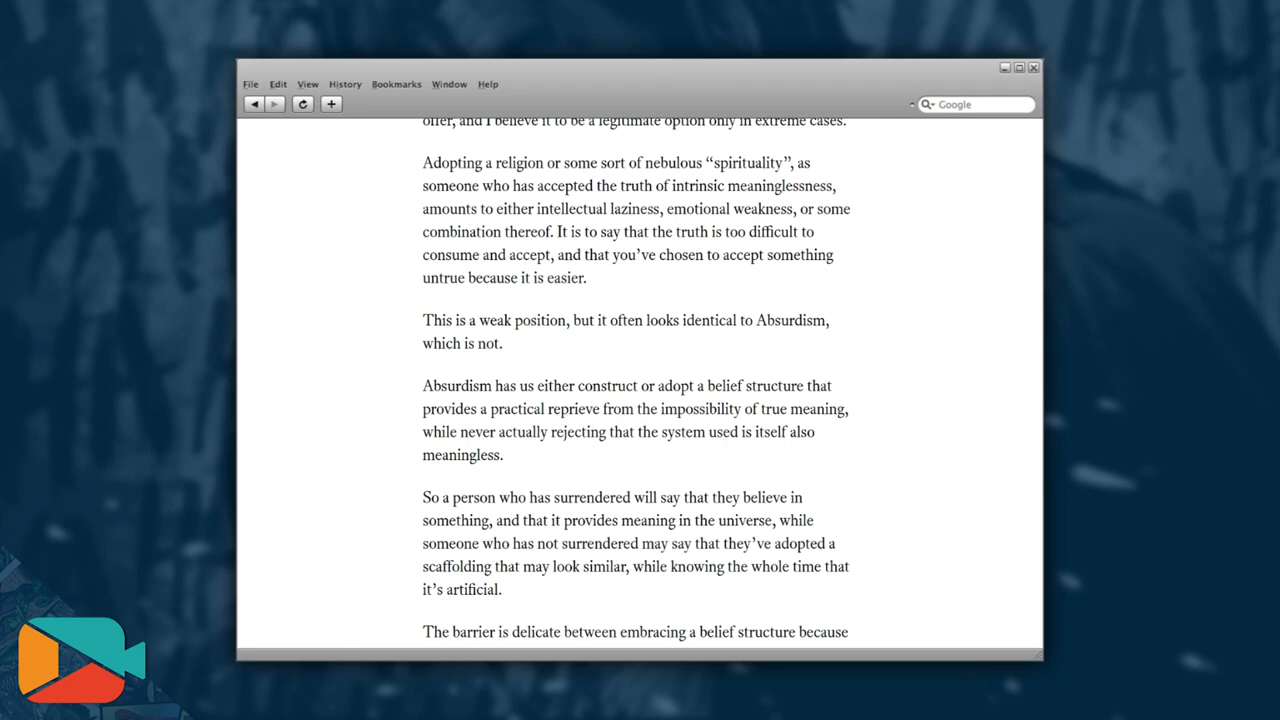 File Edit View History Bookmarks Window Help
Google
offer, and I believe it to be a legitimate option only in extreme cases.
Adopting a religion or some sort of nebulous “spirituality”, as
someone who has accepted the truth of intrinsic meaninglessness,
amounts to either intellectual laziness, emotional weakness, or some
combination thereof. It is to say that the truth is too difficult to
consume and accept, and that you’ve chosen to accept something
untrue because it is easier.
This is a weak position, but it often looks identical to Absurdism,
which is not.
Absurdism has us either construct or adopt a belief structure that
provides a practical reprieve from the impossibility of true meaning,
while never actually rejecting that the system used is itself also
meaningless.
So a person who has surrendered will say that they believe in
something, and that it provides meaning in the universe, while
someone who has not surrendered may say that they’ve adopted a
scaffolding that may look similar, while knowing the whole time that
it’s artificial.
The barrier is delicate between embracing a belief structure because